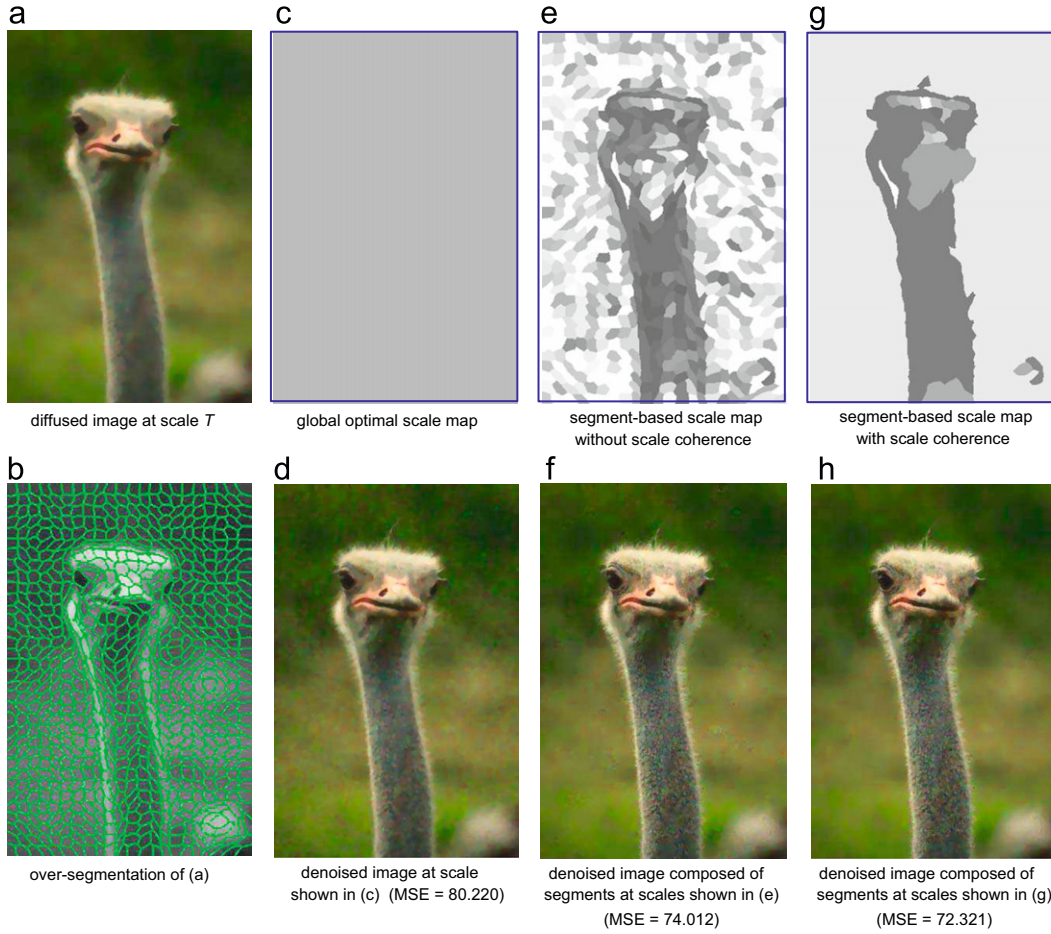 a
c
e
g
diffused image at scale T
global optimal scale map
segment-based scale map
without scale coherence
segment-based scale map
with scale coherence
b
d
f
h
over-segmentation of (a)
denoised image at scale
shown in (c) (MSE = 80.220)
denoised image composed of
segments at scales shown in (e)
(MSE = 74.012)
denoised image composed of
segments at scales shown in (g)
(MSE = 72.321)